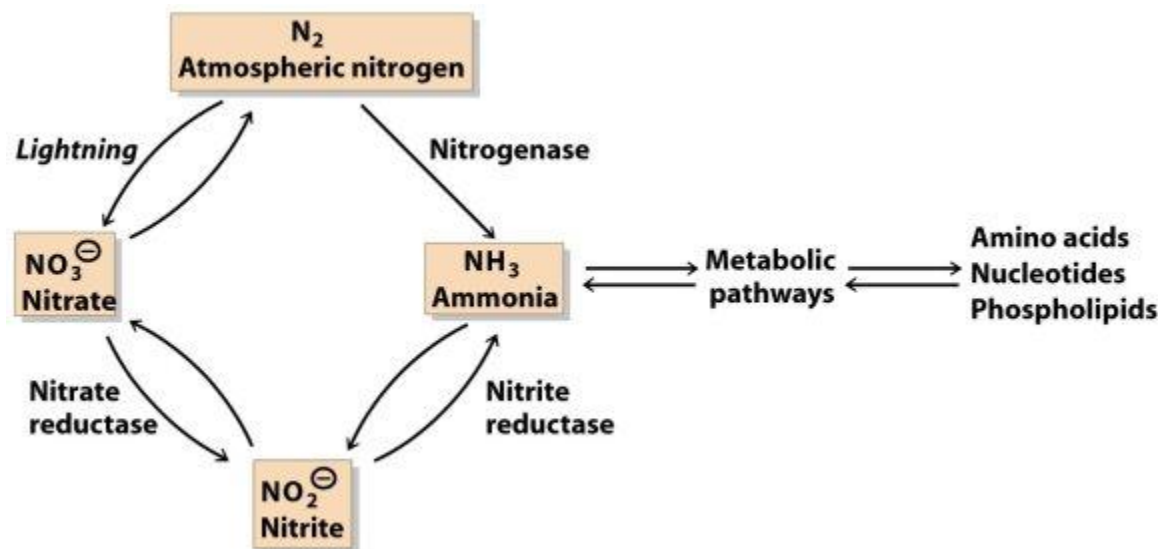 N₂
Atmospheric nitrogen
Lightning
Nitrogenase
NO₃⊖
Nitrate
NH₃
Ammonia
Metabolic
pathways
Amino acids
Nucleotides
Phospholipids
Nitrate
reductase
Nitrite
reductase
NO₂⊖
Nitrite